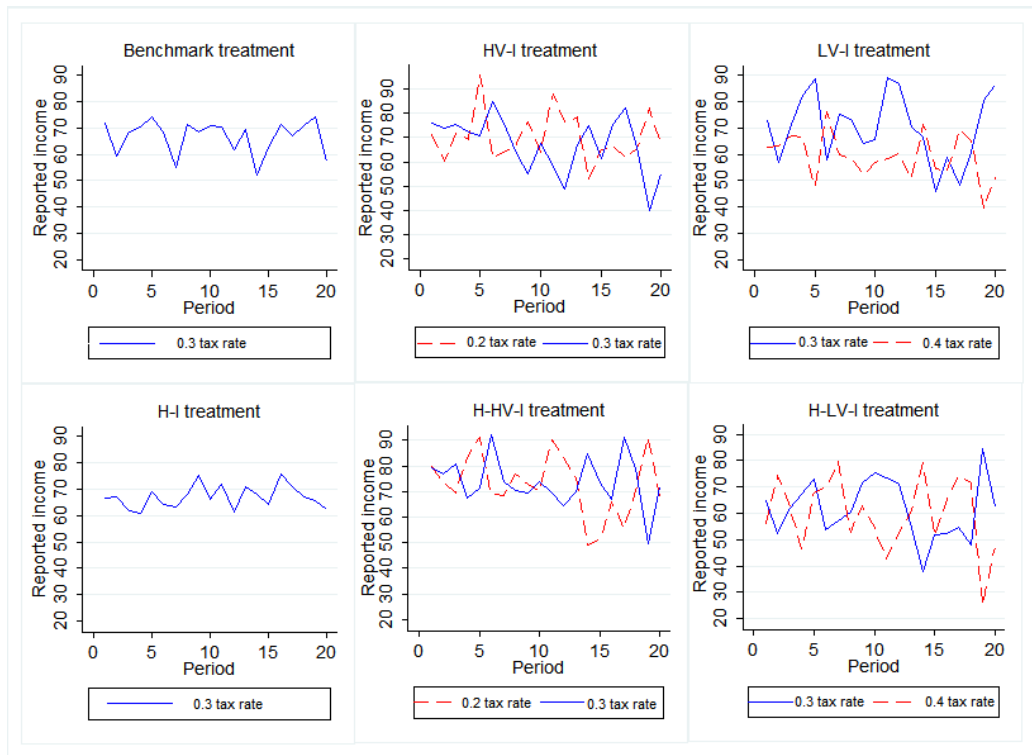 Benchmark treatment
Reported income
90
80
70
60
50
40
30
20
0 5 10 15 20
Period
0.3 tax rate
HV-I treatment
Reported income
90
80
70
60
50
40
30
20
0 5 10 15 20
Period
0.2 tax rate 0.3 tax rate
LV-I treatment
Reported income
90
80
70
60
50
40
30
20
0 5 10 15 20
Period
0.3 tax rate 0.4 tax rate
H-I treatment
Reported income
90
80
70
60
50
40
30
20
0 5 10 15 20
Period
0.3 tax rate
H-HV-I treatment
Reported income
90
80
70
60
50
40
30
20
0 5 10 15 20
Period
0.2 tax rate 0.3 tax rate
H-LV-I treatment
Reported income
90
80
70
60
50
40
30
20
0 5 10 15 20
Period
0.3 tax rate 0.4 tax rate